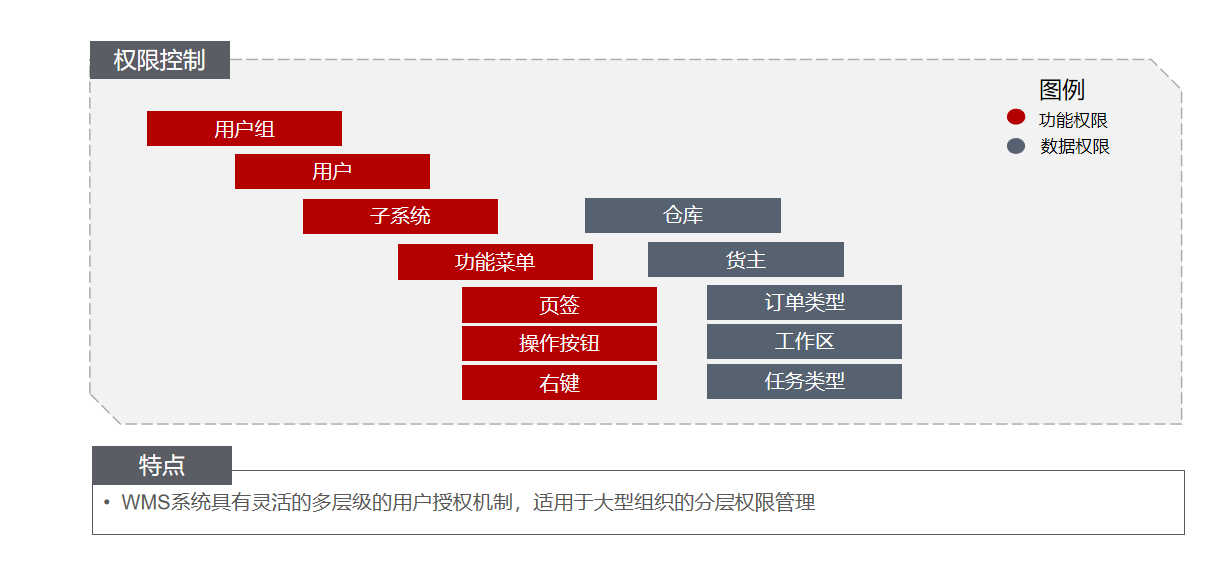 权限控制
图例
功能权限
数据权限
用户组
用户
子系统
仓库
功能菜单
货主
页签
订单类型
操作按钮
工作区
右键
任务类型
特点
• WMS系统具有灵活的多层级的用户授权机制，适用于大型组织的分层权限管理